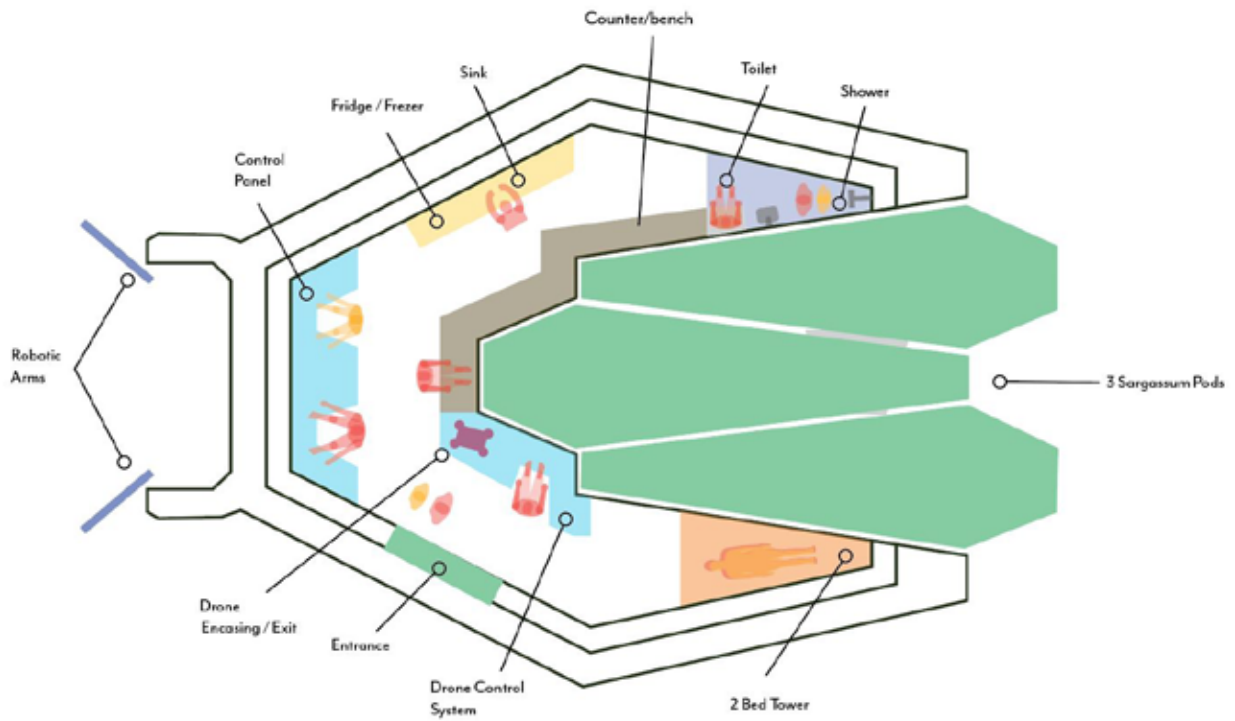 Counter/bench
Sink
Toilet
Shower
Fridge / Frezer
Control
Panel
Robotic
Arms
3 Sargassum Pods
Drone
Encasing / Exit
Entrance
Drone Control
System
2 Bed Tower